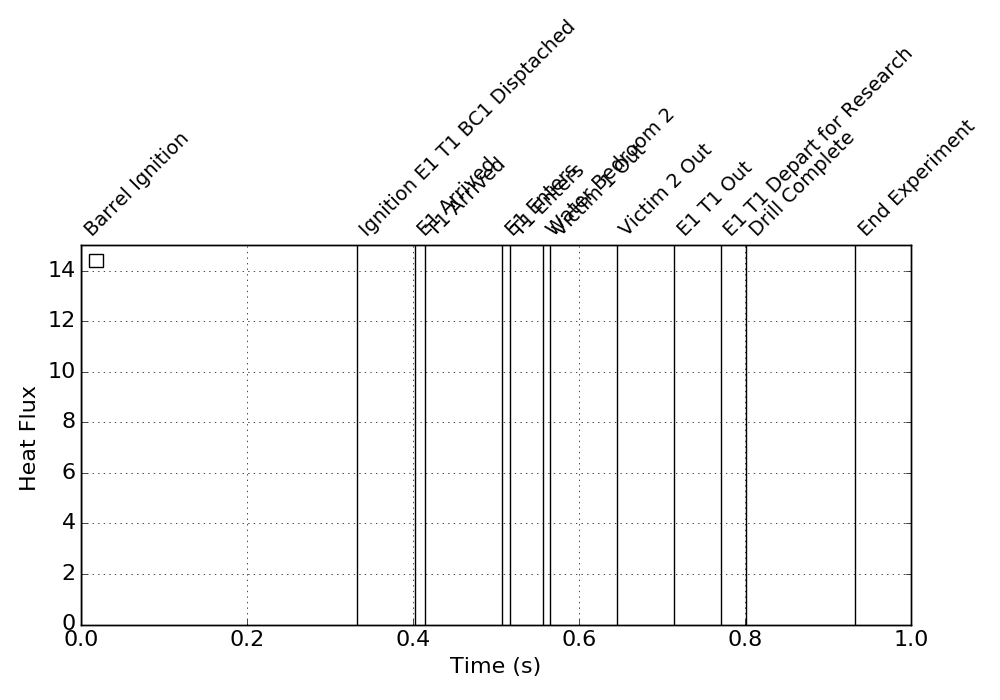 Barrel Ignition
Ignition E1 T1 BC1 Disptached
E1 Arrived
T1 Arrived
E1 Enters
T1 Enters
Water Bedroom 2
Victim 1 Out
Victim 2 Out
E1 T1 Out
E1 T1 Depart for Research
Drill Complete
End Experiment
14
12
10
8
6
4
2
0
Heat Flux
0.0 0.2 0.4 0.6 0.8 1.0
Time (s)